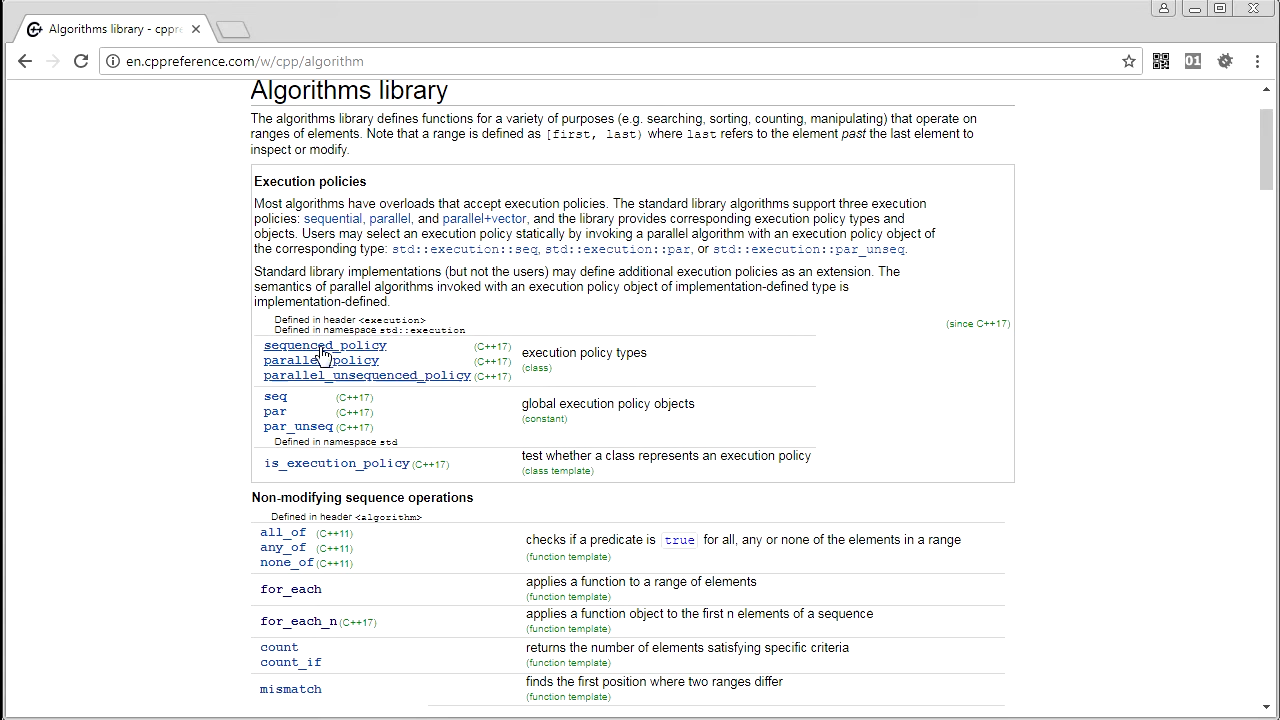 Algorithms library - cppre
en.cppreference.com/w/cpp/algorithm
01
Algorithms library
The algorithms library defines functions for a variety of purposes (e.g. searching, sorting, counting, manipulating) that operate on
ranges of elements. Note that a range is defined as [first, last) where last refers to the element past the last element to
inspect or modify.
Execution policies
Most algorithms have overloads that accept execution policies. The standard library algorithms support three execution
policies: sequential, parallel, and parallel+vector, and the library provides corresponding execution policy types and
objects. Users may select an execution policy statically by invoking a parallel algorithm with an execution policy object of
the corresponding type: std::execution::seq, std::execution::par, or std::execution::par_unseq.
Standard library implementations (but not the users) may define additional execution policies as an extension. The
semantics of parallel algorithms invoked with an execution policy object of implementation-defined type is
implementation-defined.
Defined in header <execution>
Defined in namespace std::execution
(since C++17)
sequenced_policy (C++17)
parallel_policy (C++17)
parallel_unsequenced_policy (C++17)
execution policy types
(class)
seq (C++17)
par (C++17)
par_unseq (C++17)
global execution policy objects
(constant)
Defined in namespace std
is_execution_policy (C++17)
test whether a class represents an execution policy
(class template)
Non-modifying sequence operations
Defined in header <algorithm>
all_of (C++11)
any_of (C++11)
none_of (C++11)
checks if a predicate is true for all, any or none of the elements in a range
(function template)
for_each
applies a function to a range of elements
(function template)
for_each_n (C++17)
applies a function object to the first n elements of a sequence
(function template)
count
count_if
returns the number of elements satisfying specific criteria
(function template)
mismatch
finds the first position where two ranges differ
(function template)